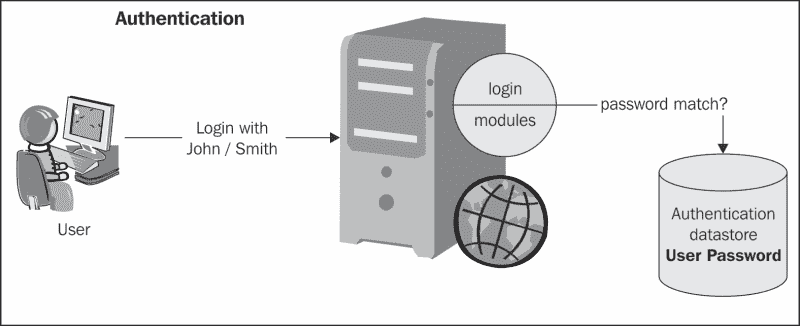 Authentication
login
modules
password match?
Login with
John / Smith
User
Authentication
datastore
User Password